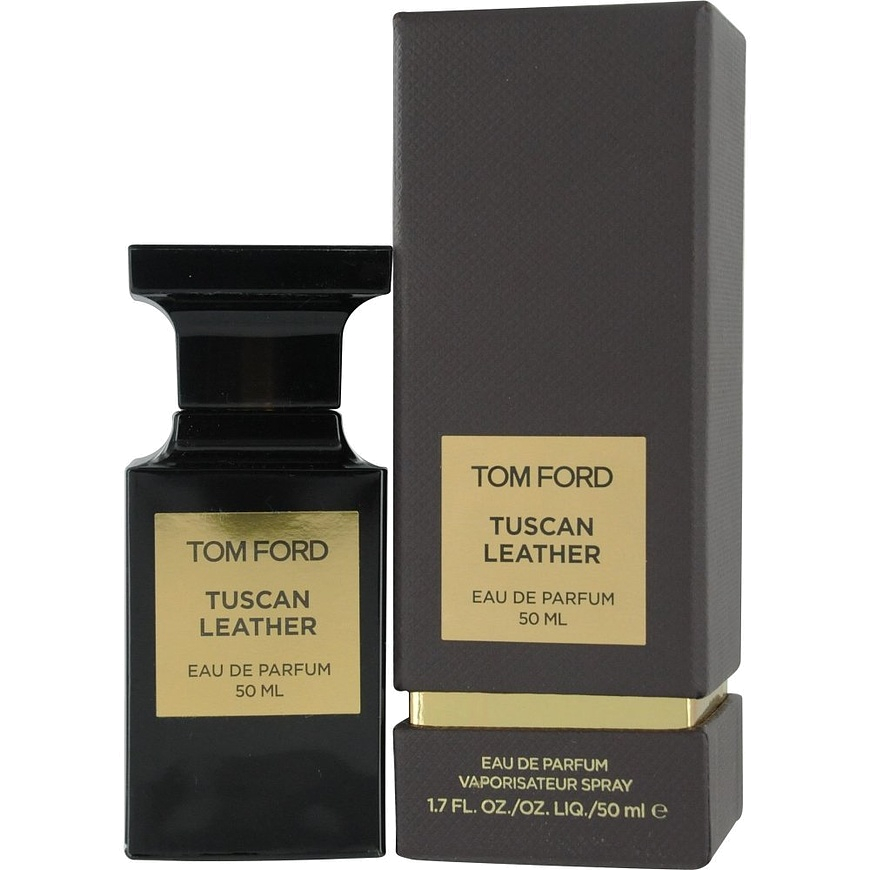 TOM FORD
TUSCAN
LEATHER
EAU DE PARFUM
50 ML
TOM FORD
TUSCAN
LEATHER
EAU DE PARFUM
50 ML
EAU DE PARFUM
VAPORISATEUR SPRAY
1.7 FL. OZ./OZ. LIQ./50 ml ℮